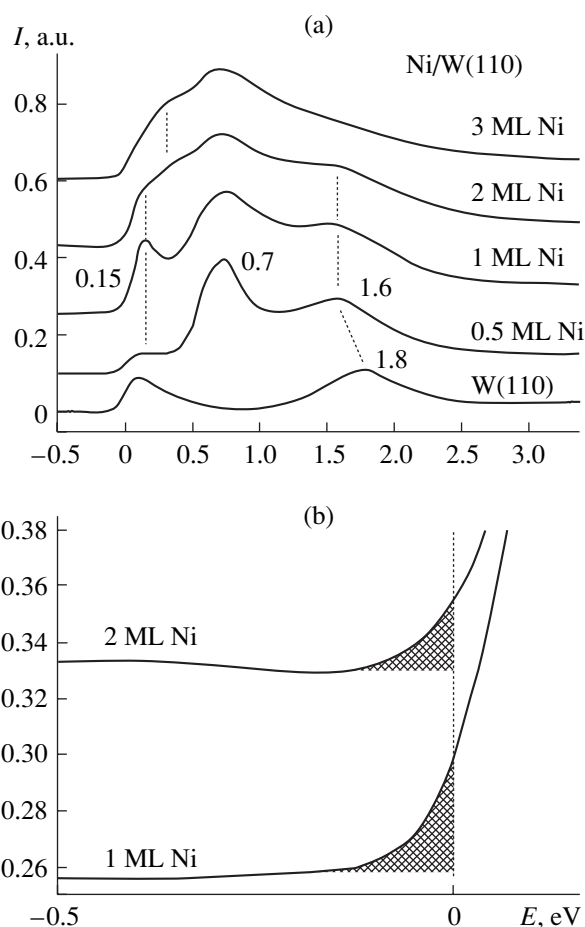 (a)
I, a.u.
Ni/W(110)
0.8
3 ML Ni
0.6
2 ML Ni
0.4
0.15
0.7
1 ML Ni
1.6
0.2
0.5 ML Ni
1.8
W(110)
0
−0.5 0 0.5 1.0 1.5 2.0 2.5 3.0
(b)
0.38
0.36
2 ML Ni
0.34
0.32
0.30
0.28
1 ML Ni
0.26
−0.5 0 E, eV